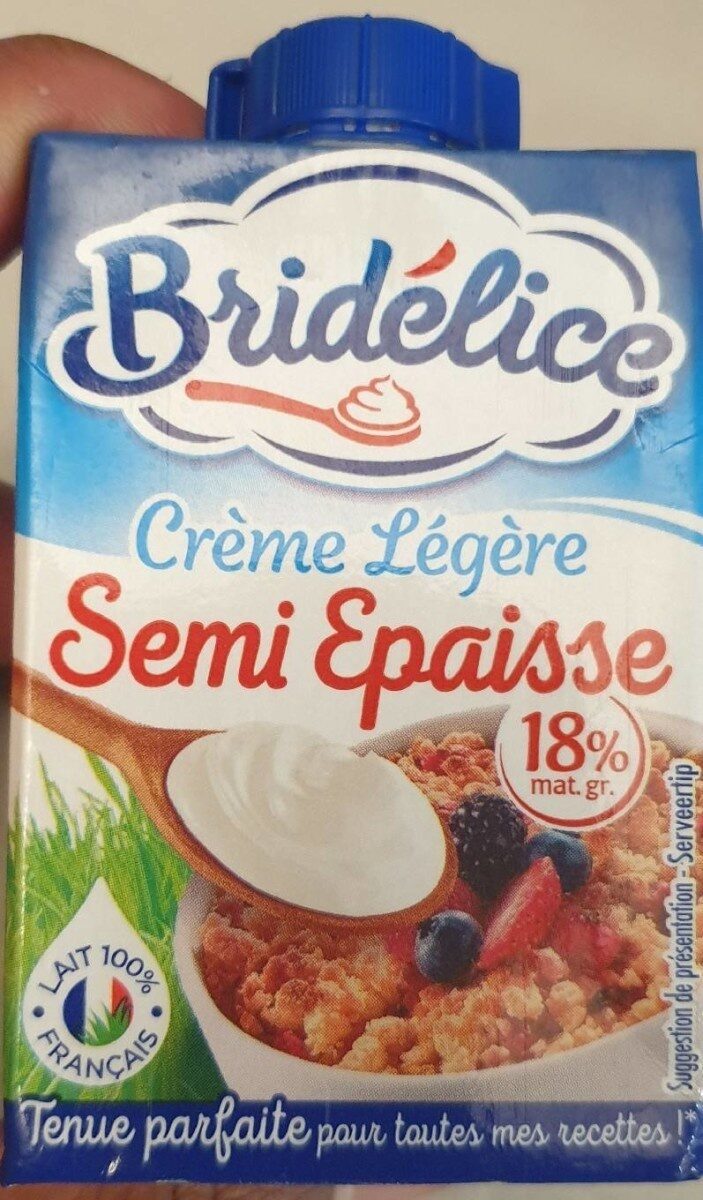 Bridélice
Crème Légère
Semi Epaisse
18%
mat. gr.
LAIT 100%
FRANÇAIS
Suggestion de présentation - Serveertip
Tenue parfaite pour toutes mes recettes !*